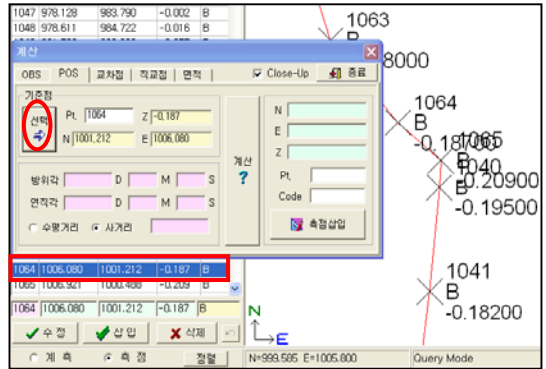 1047 978.128 983.790 -0.002 B
1048 978.611 984.722 -0.016 B
계산
OBS POS 교차점 직교점 면적 Close-Up 종료
기준점
선택
Pt. 1064 Z -0.187
N 1001.212 E 1006.080
방위각 D M S
연직각 D M S
수평거리 사거리
계산
?
N
E
Z
Pt.
Code
측점삽입
1064 1006.080 1001.212 -0.187 B
1065 1006.921 1000.488 -0.209 B
1064 1006.080 1001.212 -0.187 B
수 정 삽 입 삭제
계 측 측 점 정렬
N=999.585 E=1005.800 Query Mode
1063
B
8000
1064
B
-0.18700
1065
B
-0.20900
1040
B
-0.19500
1041
B
-0.18200
N
E